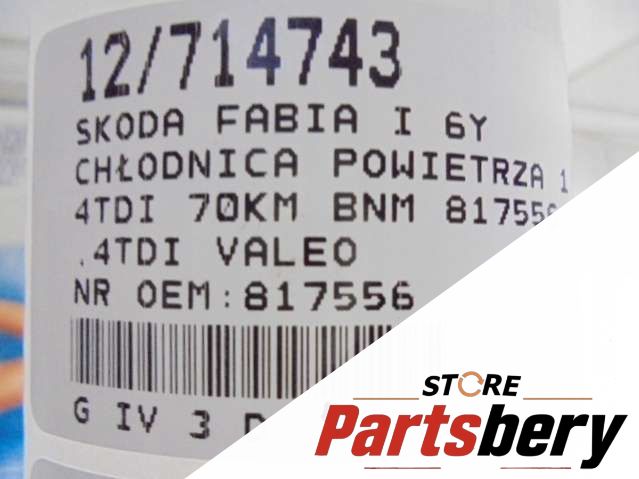 12/714743
SKODA FABIA I 6Y
CHŁODNICA POWIETRZA 1
4TDI 70KM BNM 817556
.4TDI VALEO
NR OEM:817556
G IV 3
STORE
Partsbery